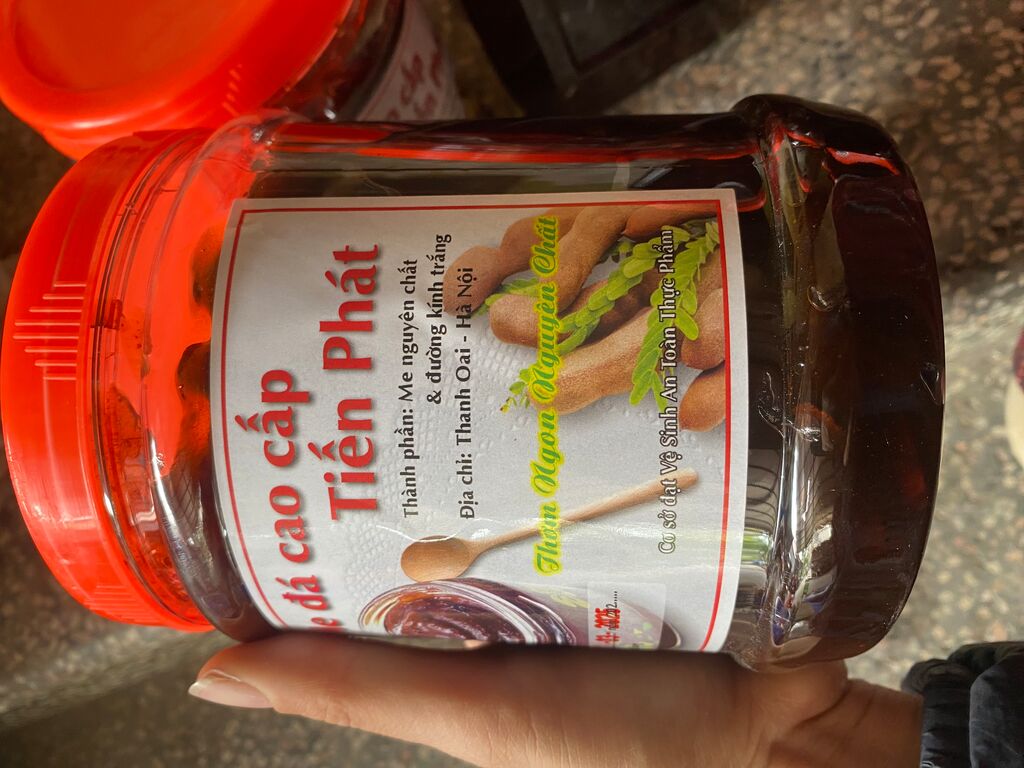 e đá cao cấp
Tiến Phát
Thành phần: Me nguyên chất
& đường kính trắng
Địa chỉ: Thanh Oai - Hà Nội
Thơm Ngon Nguyên Chất
Cơ sở đạt Vệ Sinh An Toàn Thực Phẩm